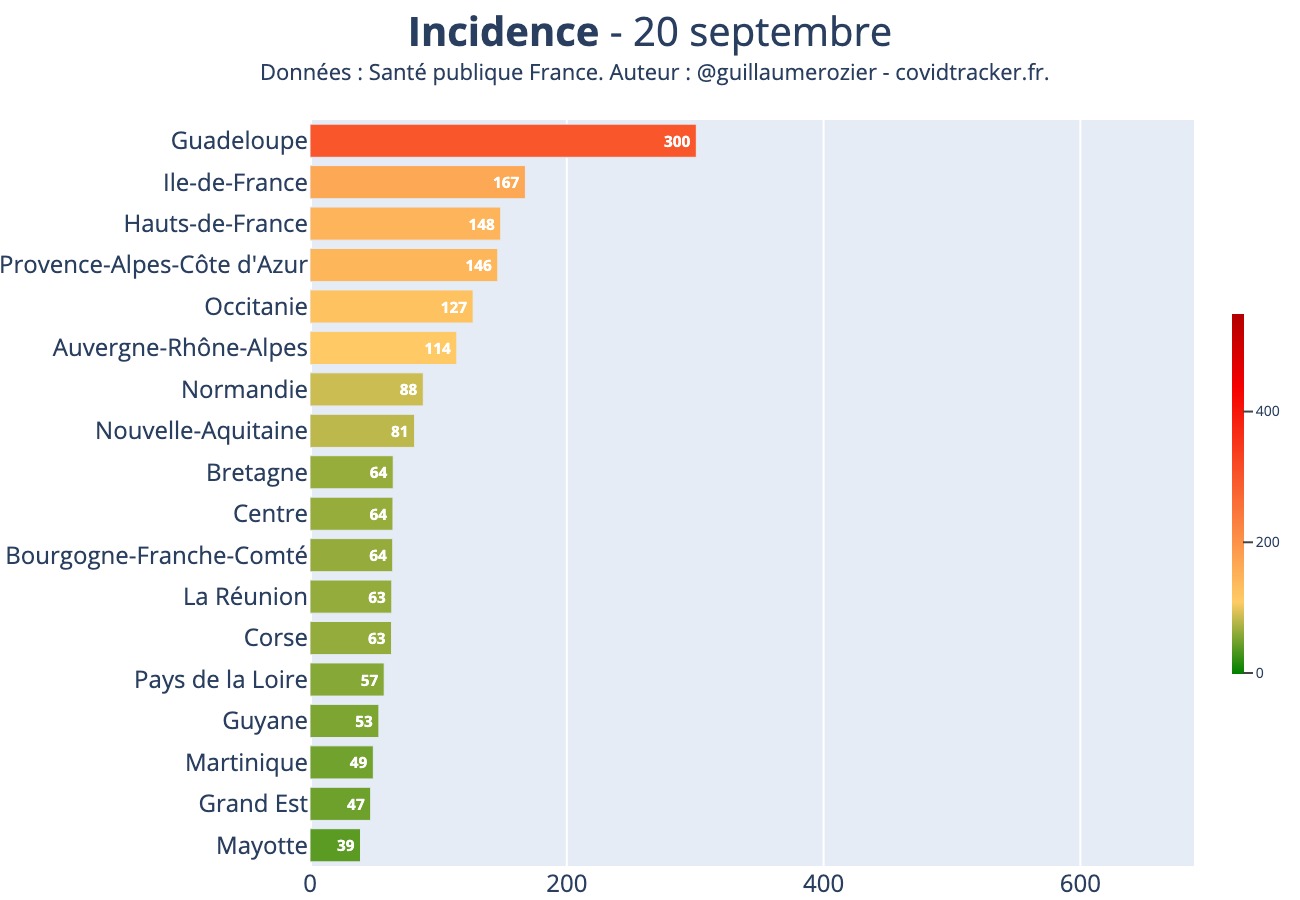 Incidence - 20 septembre
Données : Santé publique France. Auteur : @guillaumerozier - covidtracker.fr.
Guadeloupe 300
Ile-de-France 167
Hauts-de-France 148
Provence-Alpes-Côte d'Azur 146
Occitanie 127
Auvergne-Rhône-Alpes 114
Normandie 88
Nouvelle-Aquitaine 81
Bretagne 64
Centre 64
Bourgogne-Franche-Comté 64
La Réunion 63
Corse 63
Pays de la Loire 57
Guyane 53
Martinique 49
Grand Est 47
Mayotte 39
0 200 400 600
400
200
0